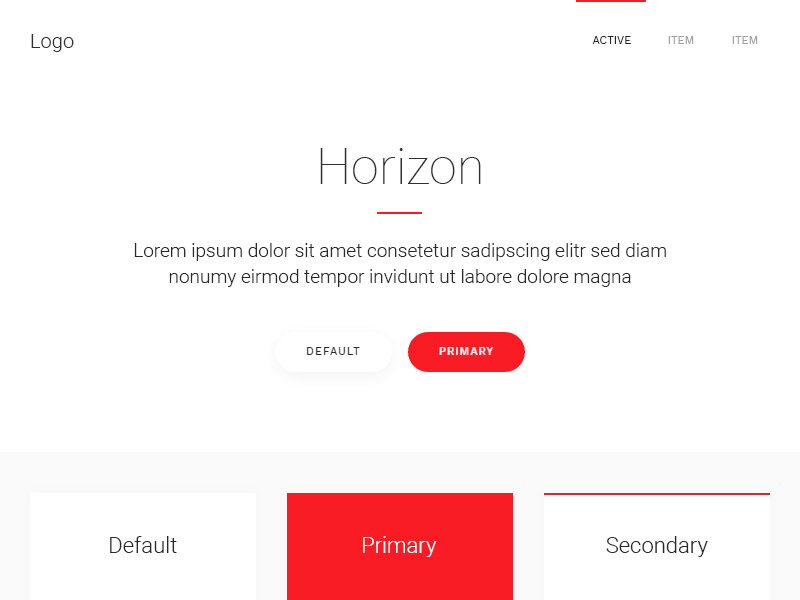 Logo
ACTIVE ITEM ITEM
Horizon
Lorem ipsum dolor sit amet consetetur sadipscing elitr sed diam
nonumy eirmod tempor invidunt ut labore dolore magna
DEFAULT PRIMARY
Default Primary Secondary